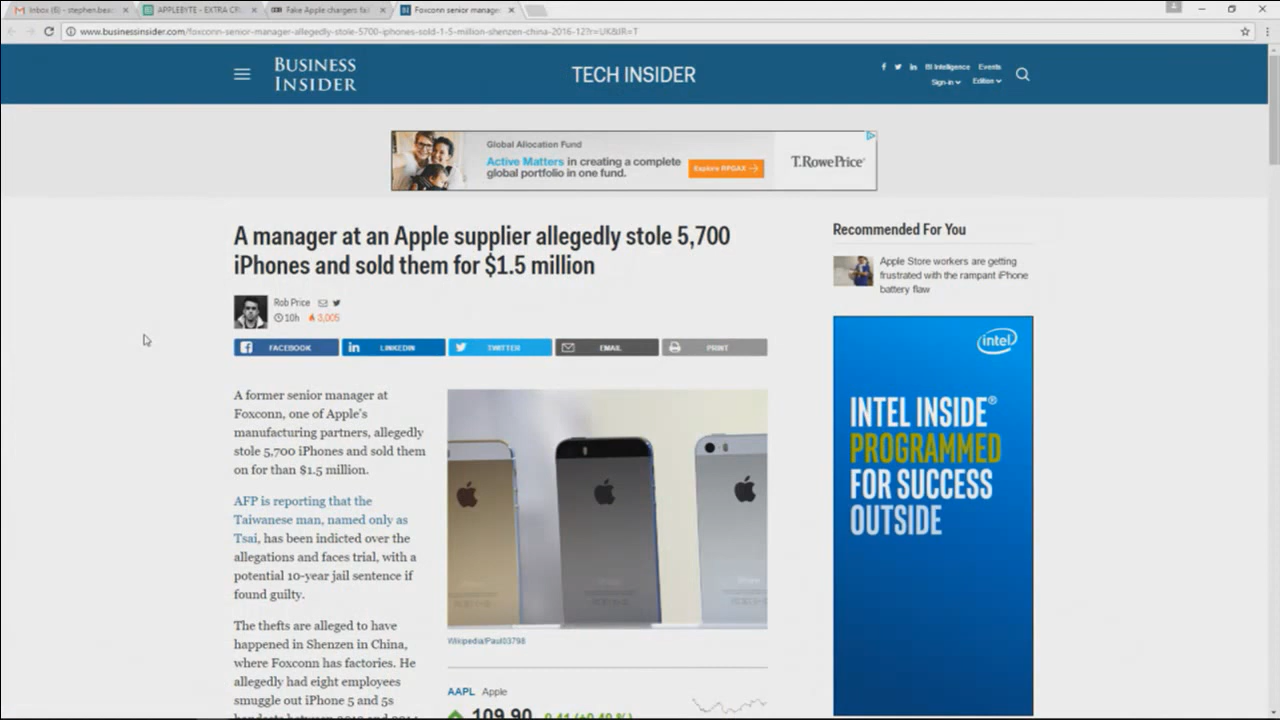 Inbox (6) - stephen.bea
APPLEBYTE - EXTRA CR
Fake Apple chargers fai
Foxconn senior manage
www.businessinsider.com/foxconn-senior-manager-allegedly-stole-5700-iphones-sold-1-5-million-shenzen-china-2016-12?r=UK&IR=T
BUSINESS
INSIDER
TECH INSIDER
BI Intelligence Events
Sign-in Edition
Global Allocation Fund
Active Matters in creating a complete
global portfolio in one fund.
Explore RPGAX
T.RowePrice
A manager at an Apple supplier allegedly stole 5,700
iPhones and sold them for $1.5 million
Rob Price
10h 3,005
FACEBOOK
LINKEDIN
TWITTER
EMAIL
PRINT
A former senior manager at
Foxconn, one of Apple's
manufacturing partners, allegedly
stole 5,700 iPhones and sold them
on for than $1.5 million.
AFP is reporting that the
Taiwanese man, named only as
Tsai, has been indicted over the
allegations and faces trial, with a
potential 10-year jail sentence if
found guilty.
The thefts are alleged to have
happened in Shenzen in China,
where Foxconn has factories. He
allegedly had eight employees
smuggle out iPhone 5 and 5s
Wikipedia/Paul03798
AAPL Apple
109.90
Recommended For You
Apple Store workers are getting
frustrated with the rampant iPhone
battery flaw
intel
INTEL INSIDE®
PROGRAMMED
FOR SUCCESS
OUTSIDE